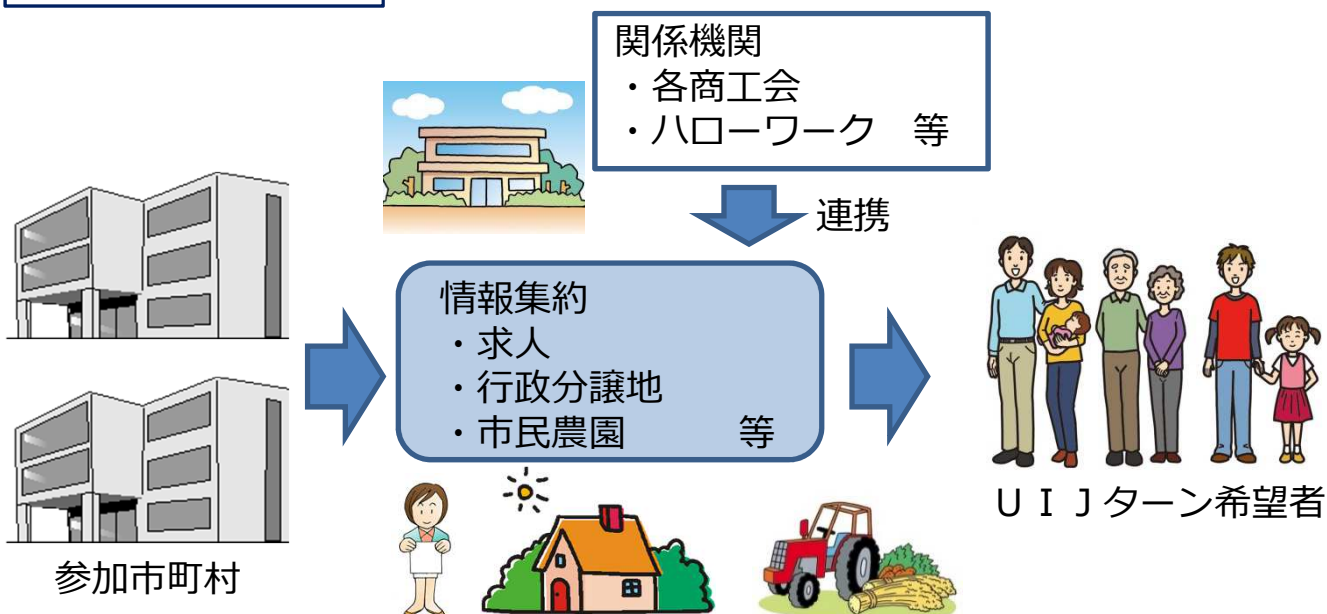 関係機関
・各商工会
・ハローワーク　等
連携
情報集約
・求人
・行政分譲地
・市民農園　　　等
参加市町村
ＵＩＪターン希望者